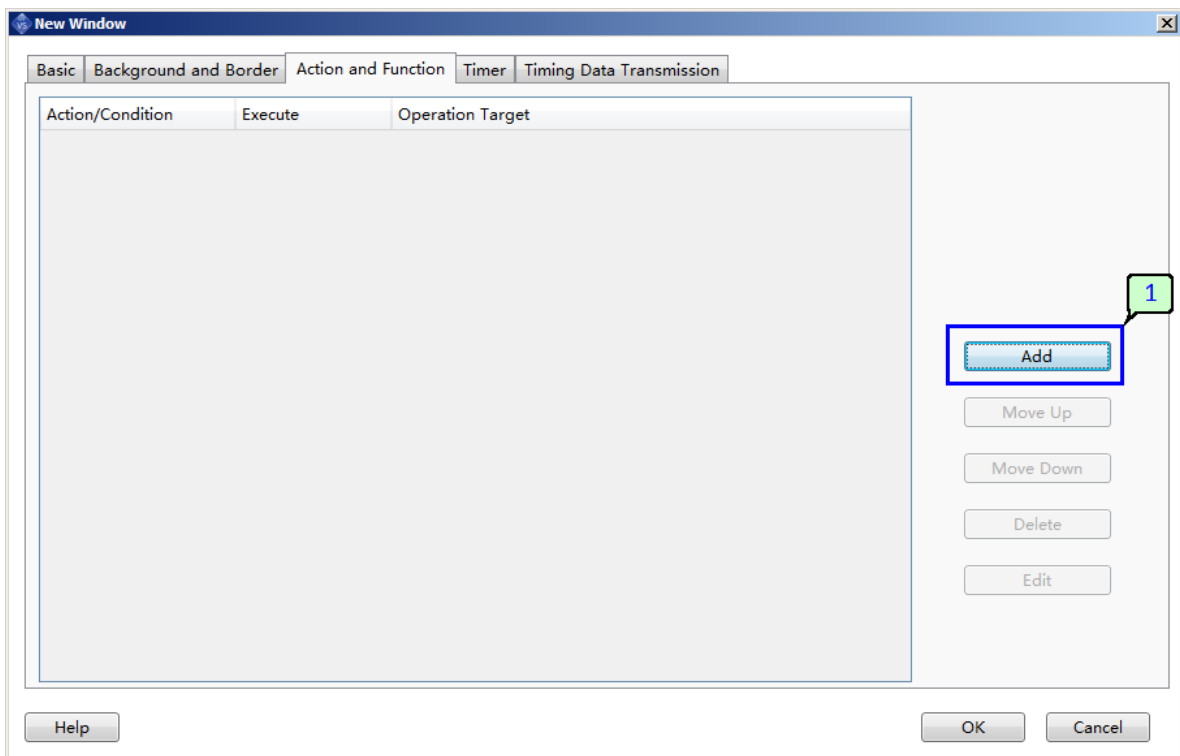 New Window
Basic Background and Border Action and Function Timer Timing Data Transmission
Action/Condition Execute Operation Target
1
Add
Move Up
Move Down
Delete
Edit
Help OK Cancel